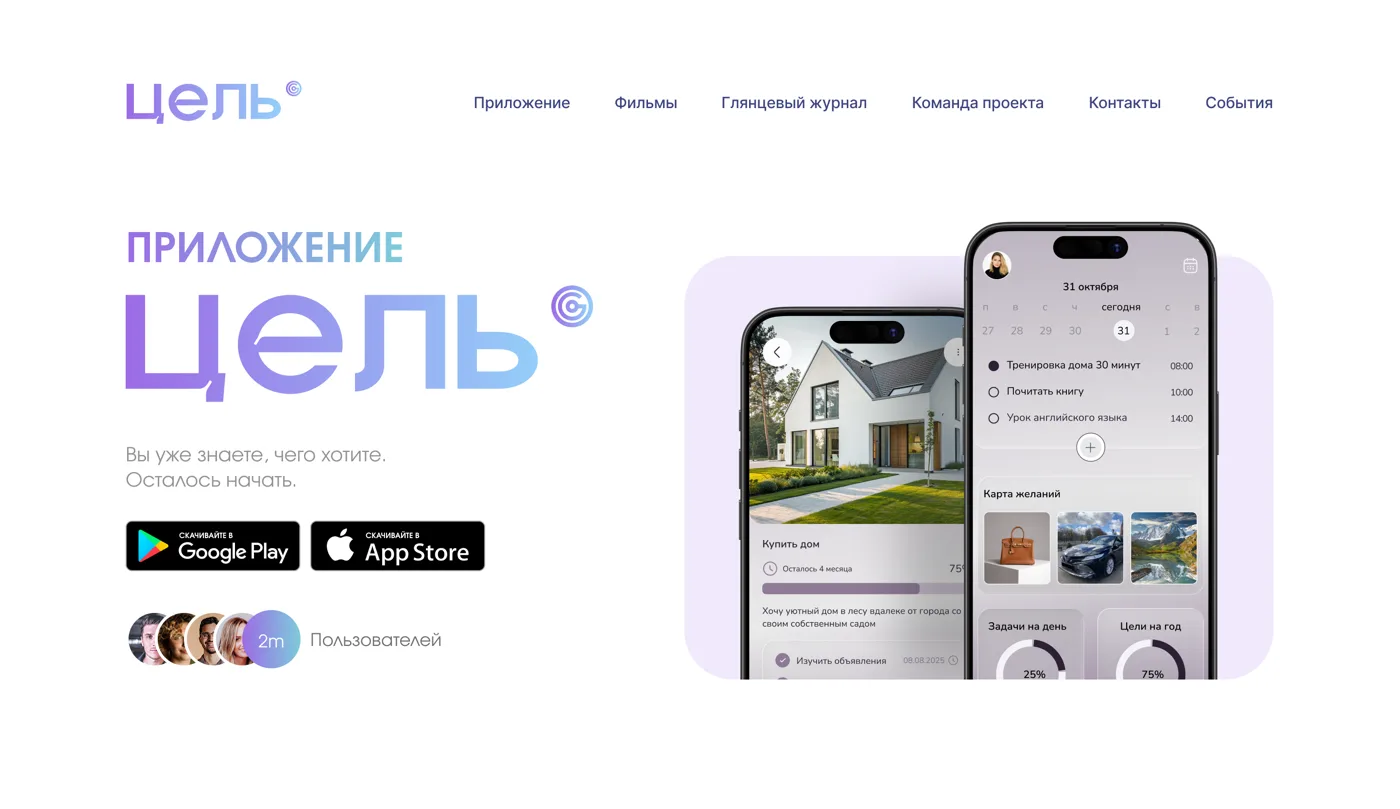 цель
Приложение
Фильмы
Глянцевый журнал
Команда проекта
Контакты
События
ПРИЛОЖЕНИЕ
цель
Вы уже знаете, чего хотите.
Осталось начать.
СКАЧИВАЙТЕ В
Google Play
СКАЧИВАЙТЕ В
App Store
2m
Пользователей
Купить дом
Осталось 4 месяца
75%
Хочу уютный дом в лесу вдалеке от города со
своим собственным садом
Изучить объявления 08.08.2025
31 октября
п в с ч сегодня с в
27 28 29 30 31 1 2
Тренировка дома 30 минут 08:00
Почитать книгу 10:00
Урок английского языка 14:00
Карта желаний
Задачи на день
25%
Цели на год
75%